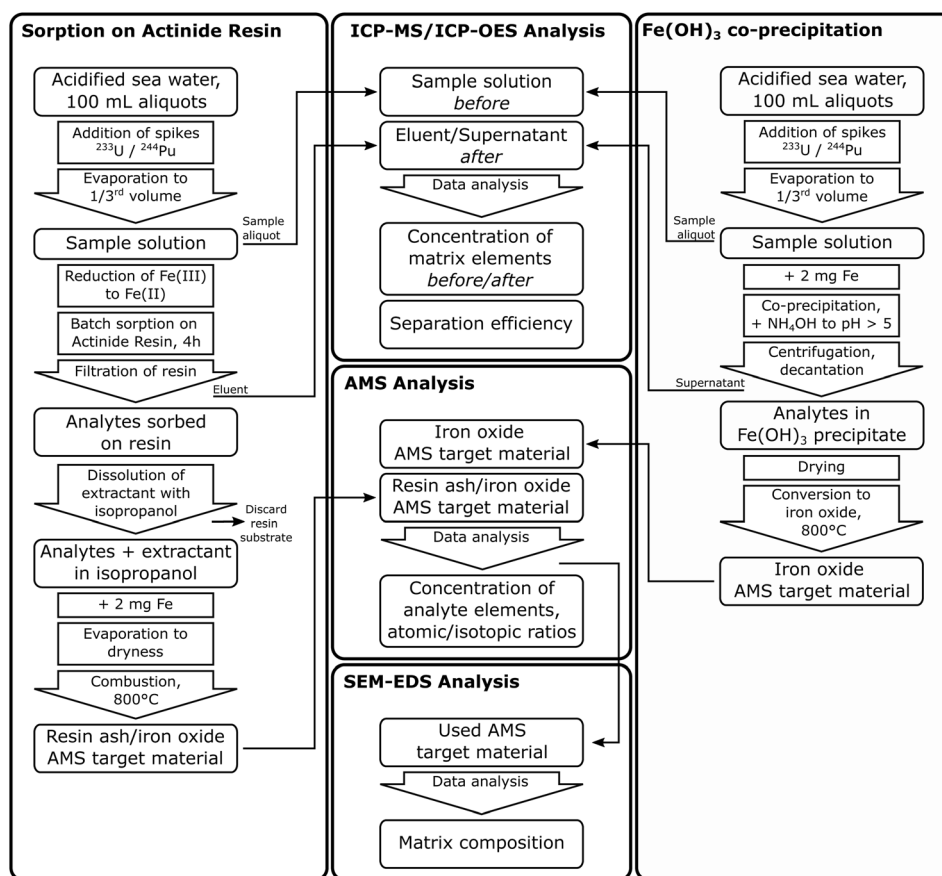 Sorption on Actinide Resin
Acidified sea water,
100 mL aliquots
Addition of spikes
²³³U / ²⁴⁴Pu
Evaporation to
1/3ʳᵈ volume
Sample
aliquot
Sample solution
Reduction of Fe(III)
to Fe(II)
Batch sorption on
Actinide Resin, 4h
Filtration of resin
Eluent
Analytes sorbed
on resin
Dissolution of
extractant with
isopropanol
Discard
resin
substrate
Analytes + extractant
in isopropanol
+ 2 mg Fe
Evaporation to
dryness
Combustion,
800°C
Resin ash/iron oxide
AMS target material
ICP-MS/ICP-OES Analysis
Sample solution
before
Eluent/Supernatant
after
Data analysis
Concentration of
matrix elements
before/after
Separation efficiency
AMS Analysis
Iron oxide
AMS target material
Resin ash/iron oxide
AMS target material
Data analysis
Concentration of
analyte elements,
atomic/isotopic ratios
SEM-EDS Analysis
Used AMS
target material
Data analysis
Matrix composition
Fe(OH)₃ co-precipitation
Acidified sea water,
100 mL aliquots
Addition of spikes
²³³U / ²⁴⁴Pu
Evaporation to
1/3ʳᵈ volume
Sample
aliquot
Sample solution
+ 2 mg Fe
Co-precipitation,
+ NH₄OH to pH > 5
Centrifugation,
decantation
Supernatant
Analytes in
Fe(OH)₃ precipitate
Drying
Conversion to
iron oxide,
800°C
Iron oxide
AMS target material